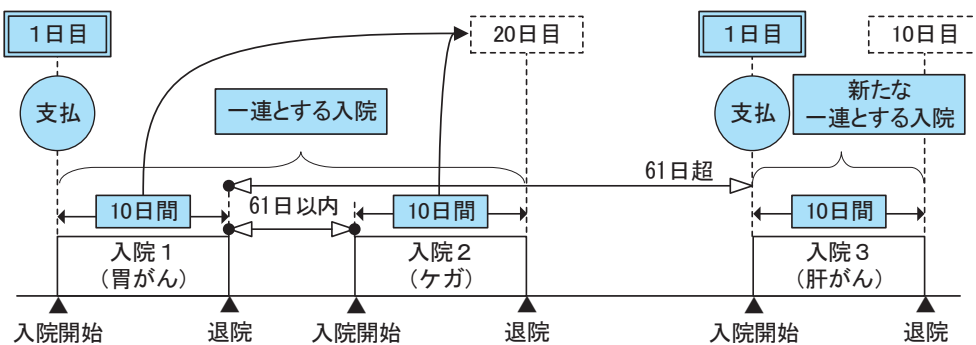 1日目
20日目
1日目
10日目
支払
一連とする入院
支払
新たな
一連とする入院
61日超
10日間
61日以内
10日間
10日間
入院1
(胃がん)
入院2
(ケガ)
入院3
(肝がん)
入院開始
退院
入院開始
退院
入院開始
退院